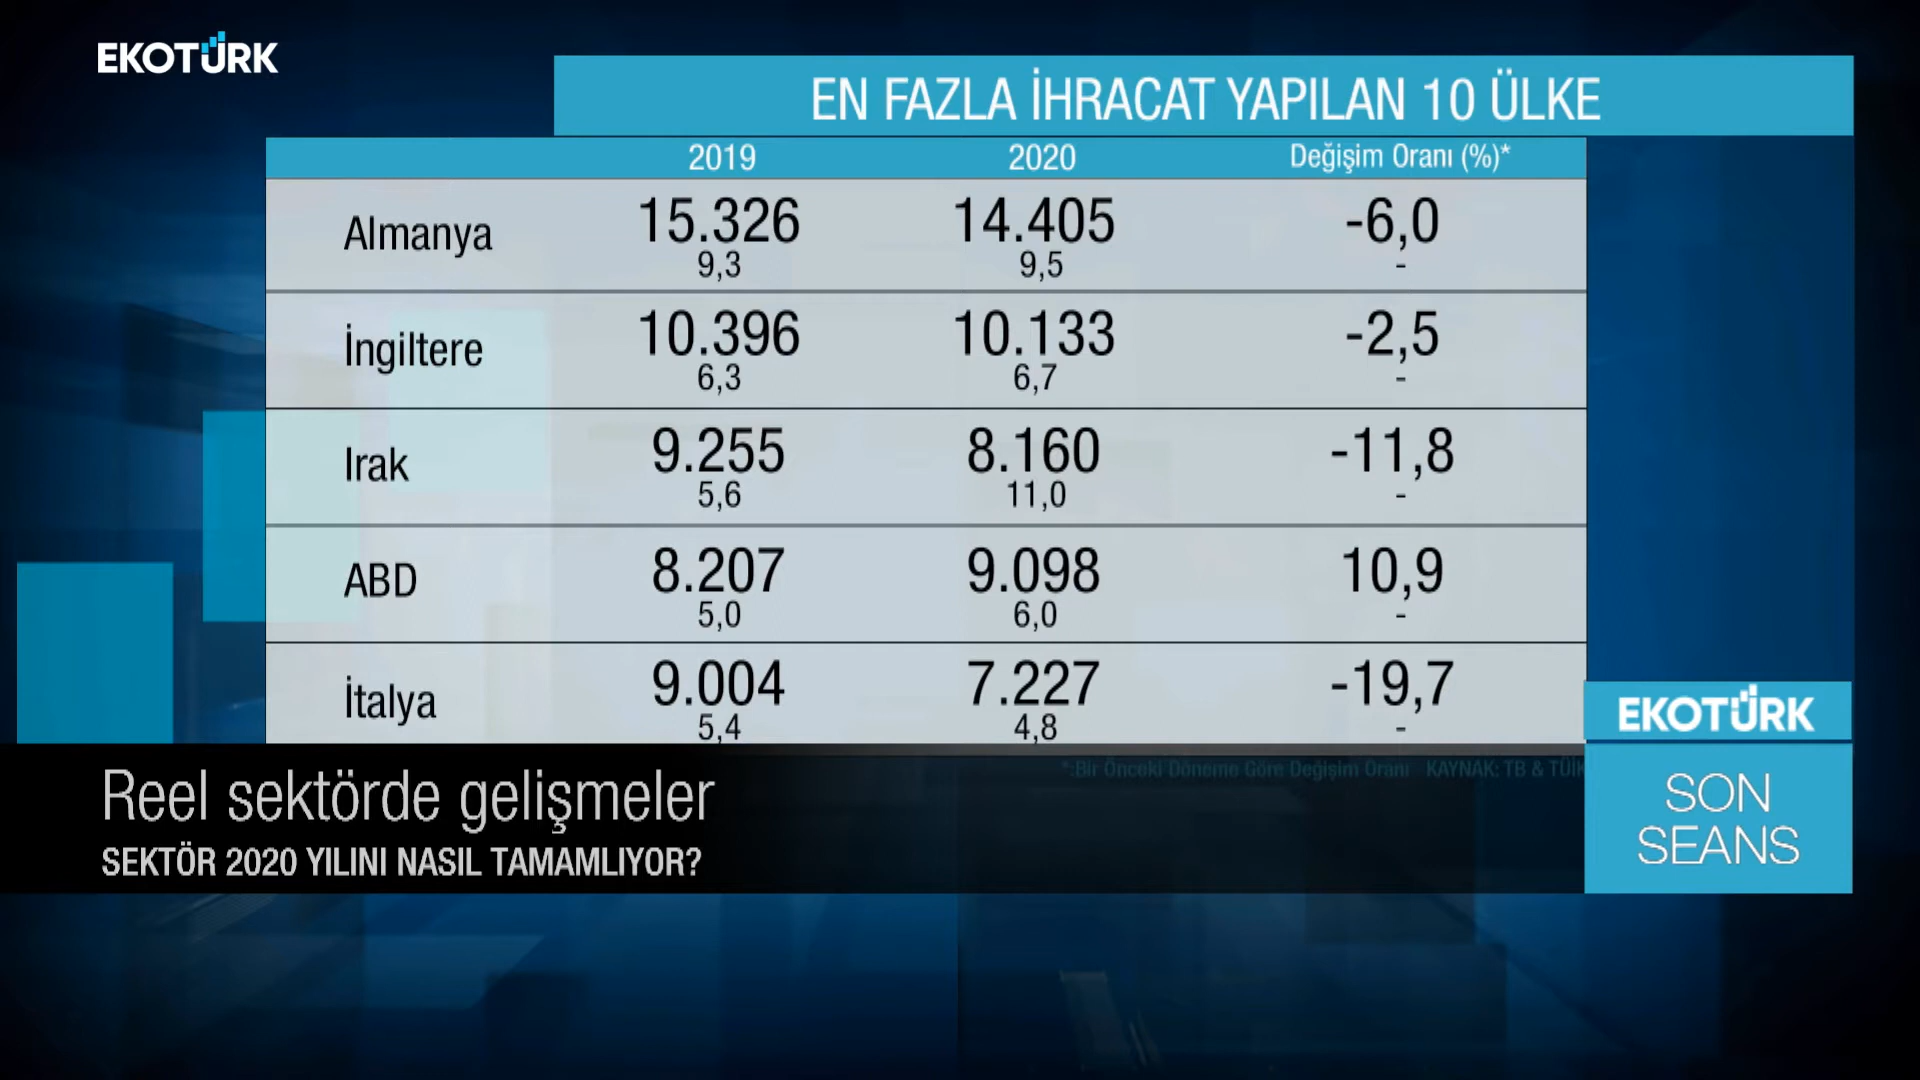 EKOTÜRK
EN FAZLA İHRACAT YAPILAN 10 ÜLKE
2019 2020 Değişim Oranı (%)*
Almanya 15.326 14.405 -6,0
9,3 9,5 -
İngiltere 10.396 10.133 -2,5
6,3 6,7 -
Irak 9.255 8.160 -11,8
5,6 11,0 -
ABD 8.207 9.098 10,9
5,0 6,0 -
İtalya 9.004 7.227 -19,7
5,4 4,8 -
*:Bir Önceki Döneme Göre Değişim Oranı KAYNAK: TB & TÜİK
EKOTÜRK
SON
SEANS
Reel sektörde gelişmeler
SEKTÖR 2020 YILINI NASIL TAMAMLIYOR?